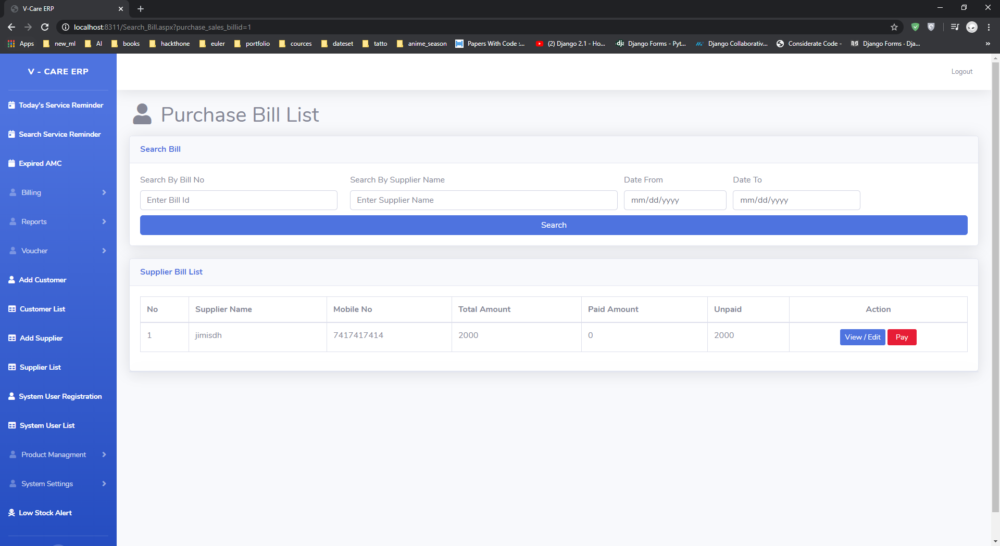 V-Care ERP
localhost:8311/Search_Bill.aspx?purchase_sales_billid=1
Apps new_ml AI books hackthone euler portfolio cources dateset tatto anime_season Papers With Code :... (2) Django 2.1 - Ho... dja Django Forms - Pyt... Django Collaborativ... Considerate Code - Django Forms · Dja... »
V - CARE ERP
Logout
Today's Service Reminder
Search Service Reminder
Expired AMC
Billing
Reports
Voucher
Add Customer
Customer List
Add Supplier
Supplier List
System User Registration
System User List
Product Managment
System Settings
Low Stock Alert
Purchase Bill List
Search Bill
Search By Bill No Search By Supplier Name Date From Date To
Enter Bill Id Enter Supplier Name mm/dd/yyyy mm/dd/yyyy
Search
Supplier Bill List
No Supplier Name Mobile No Total Amount Paid Amount Unpaid Action
1 jimisdh 7417417414 2000 0 2000 View / Edit Pay